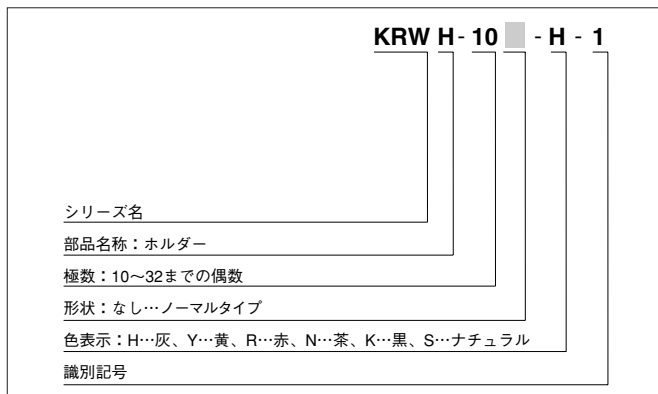 KRW H - 10 - H - 1
シリーズ名
部品名称：ホルダー
極数：10～32までの偶数
形状：なし…ノーマルタイプ
色表示：H…灰、Y…黄、R…赤、N…茶、K…黒、S…ナチュラル
識別記号